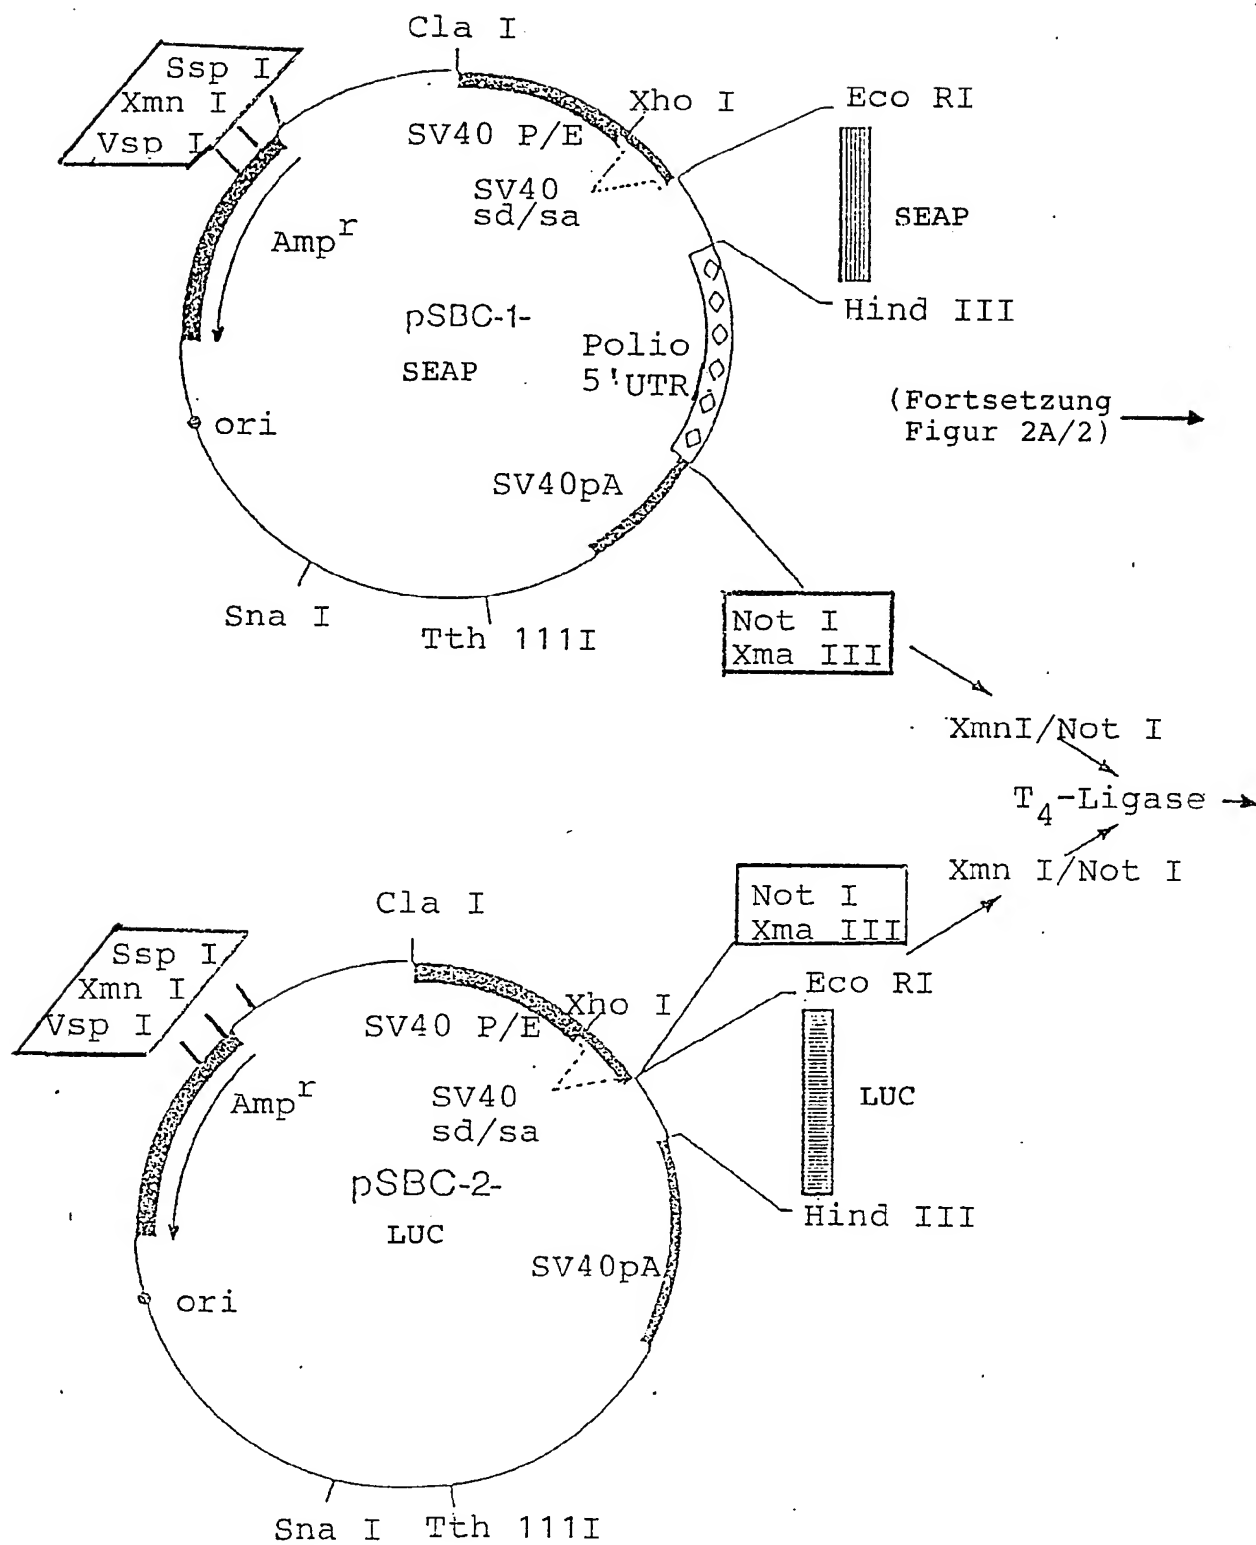 Cla I
Ssp I
Xmn I
Vsp I
Xho I
Eco RI
SV40 P/E
SV40
sd/sa
SEAP
Amp^r
Hind III
pSBC-1-
SEAP
Polio
5'UTR
(Fortsetzung
Figur 2A/2)
ori
SV40pA
Sna I
Tth 111I
Not I
Xma III
XmnI/Not I
T4-Ligase
Xmn I/Not I
Not I
Xma III
Cla I
Ssp I
Xmn I
Vsp I
Eco RI
Xho I
SV40 P/E
SV40
sd/sa
LUC
Amp^r
pSBC-2-
LUC
Hind III
SV40pA
ori
Sna I
Tth 111I